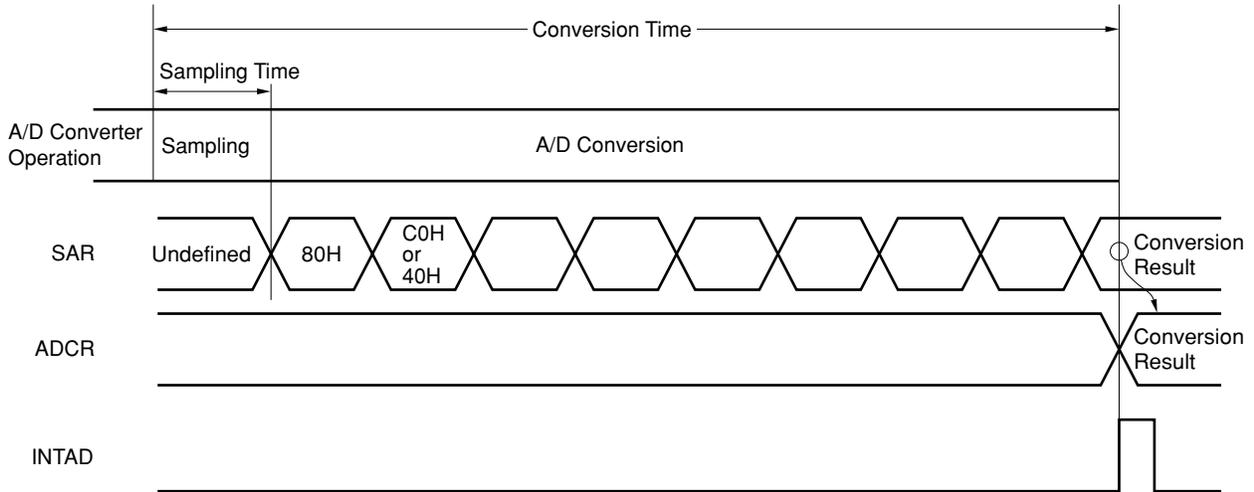 Conversion Time
Sampling Time
A/D Converter
Operation
Sampling
A/D Conversion
SAR
Undefined
80H
C0H
or
40H
Conversion
Result
ADCR
Conversion
Result
INTAD